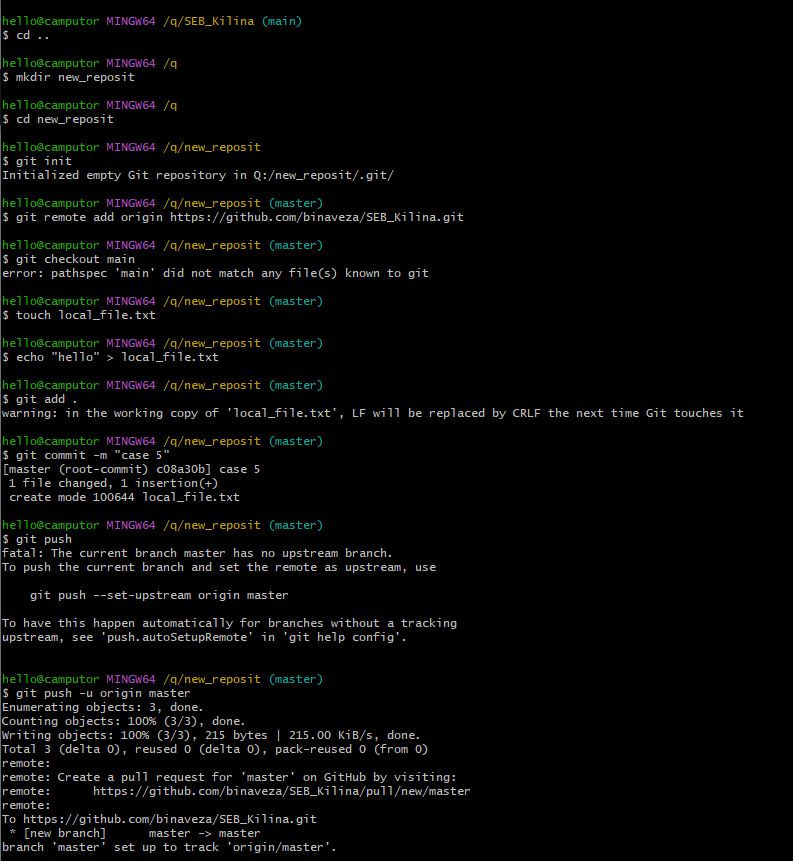 hello@camputor MINGW64 /q/SEB_Kilina (main)
$ cd ..
hello@camputor MINGW64 /q
$ mkdir new_reposit
hello@camputor MINGW64 /q
$ cd new_reposit
hello@camputor MINGW64 /q/new_reposit
$ git init
Initialized empty Git repository in Q:/new_reposit/.git/
hello@camputor MINGW64 /q/new_reposit (master)
$ git remote add origin https://github.com/binaveza/SEB_Kilina.git
hello@camputor MINGW64 /q/new_reposit (master)
$ git checkout main
error: pathspec 'main' did not match any file(s) known to git
hello@camputor MINGW64 /q/new_reposit (master)
$ touch local_file.txt
hello@camputor MINGW64 /q/new_reposit (master)
$ echo "hello" > local_file.txt
hello@camputor MINGW64 /q/new_reposit (master)
$ git add .
warning: in the working copy of 'local_file.txt', LF will be replaced by CRLF the next time Git touches it
hello@camputor MINGW64 /q/new_reposit (master)
$ git commit -m "case 5"
[master (root-commit) c08a30b] case 5
 1 file changed, 1 insertion(+)
 create mode 100644 local_file.txt
hello@camputor MINGW64 /q/new_reposit (master)
$ git push
fatal: The current branch master has no upstream branch.
To push the current branch and set the remote as upstream, use
    git push --set-upstream origin master
To have this happen automatically for branches without a tracking
upstream, see 'push.autoSetupRemote' in 'git help config'.
hello@camputor MINGW64 /q/new_reposit (master)
$ git push -u origin master
Enumerating objects: 3, done.
Counting objects: 100% (3/3), done.
Writing objects: 100% (3/3), 215 bytes | 215.00 KiB/s, done.
Total 3 (delta 0), reused 0 (delta 0), pack-reused 0 (from 0)
remote:
remote: Create a pull request for 'master' on GitHub by visiting:
remote:      https://github.com/binaveza/SEB_Kilina/pull/new/master
remote:
To https://github.com/binaveza/SEB_Kilina.git
 * [new branch]      master -> master
branch 'master' set up to track 'origin/master'.